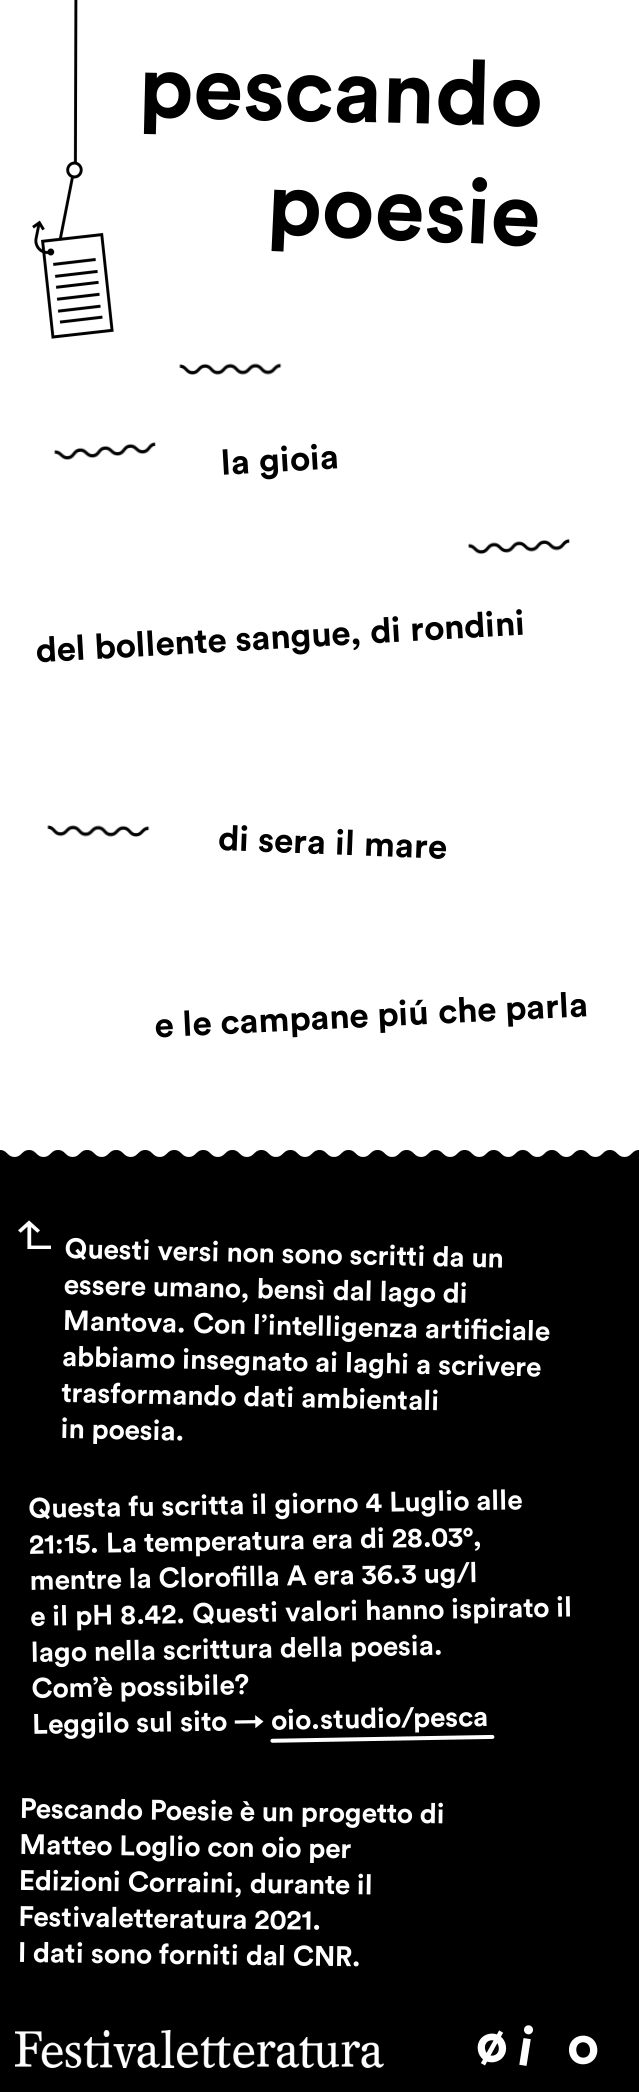 pescando
poesie
la gioia
del bollente sangue, di rondini
di sera il mare
e le campane piú che parla
Questi versi non sono scritti da un
essere umano, bensì dal lago di
Mantova. Con l’intelligenza artificiale
abbiamo insegnato ai laghi a scrivere
trasformando dati ambientali
in poesia.
Questa fu scritta il giorno 4 Luglio alle
21:15. La temperatura era di 28.03°,
mentre la Clorofilla A era 36.3 ug/l
e il pH 8.42. Questi valori hanno ispirato il
lago nella scrittura della poesia.
Com’è possibile?
Leggilo sul sito → oio.studio/pesca
Pescando Poesie è un progetto di
Matteo Loglio con oio per
Edizioni Corraini, durante il
Festivaletteratura 2021.
I dati sono forniti dal CNR.
Festivaletteratura øi o